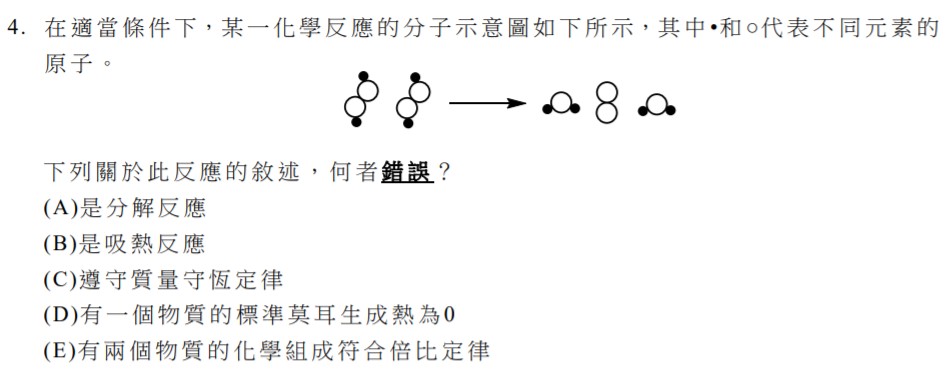 4. 在適當條件下，某一化學反應的分子示意圖如下所示，其中•和○代表不同元素的
原子。
下列關於此反應的敘述，何者錯誤？
(A)是分解反應
(B)是吸熱反應
(C)遵守質量守恆定律
(D)有一個物質的標準莫耳生成熱為0
(E)有兩個物質的化學組成符合倍比定律